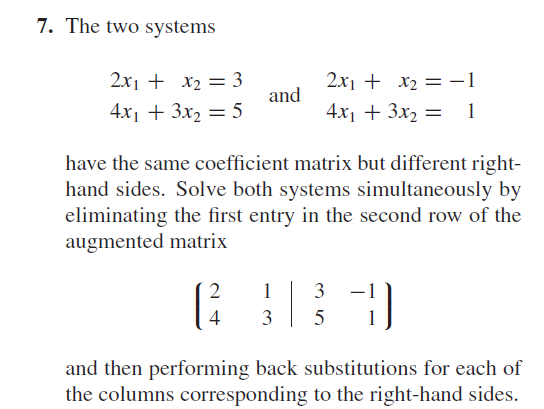 7. The two systems
2x₁ + x₂ = 3 and 2x₁ + x₂ = −1
4x₁ + 3x₂ = 5 4x₁ + 3x₂ = 1
have the same coefficient matrix but different right-
hand sides. Solve both systems simultaneously by
eliminating the first entry in the second row of the
augmented matrix
( 2 1 | 3 −1 )
( 4 3 | 5 1 )
and then performing back substitutions for each of
the columns corresponding to the right-hand sides.